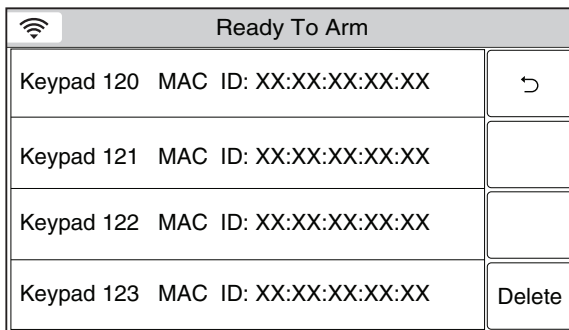 Ready To Arm
Keypad 120 MAC ID: XX:XX:XX:XX:XX
Keypad 121 MAC ID: XX:XX:XX:XX:XX
Keypad 122 MAC ID: XX:XX:XX:XX:XX
Keypad 123 MAC ID: XX:XX:XX:XX:XX
Delete